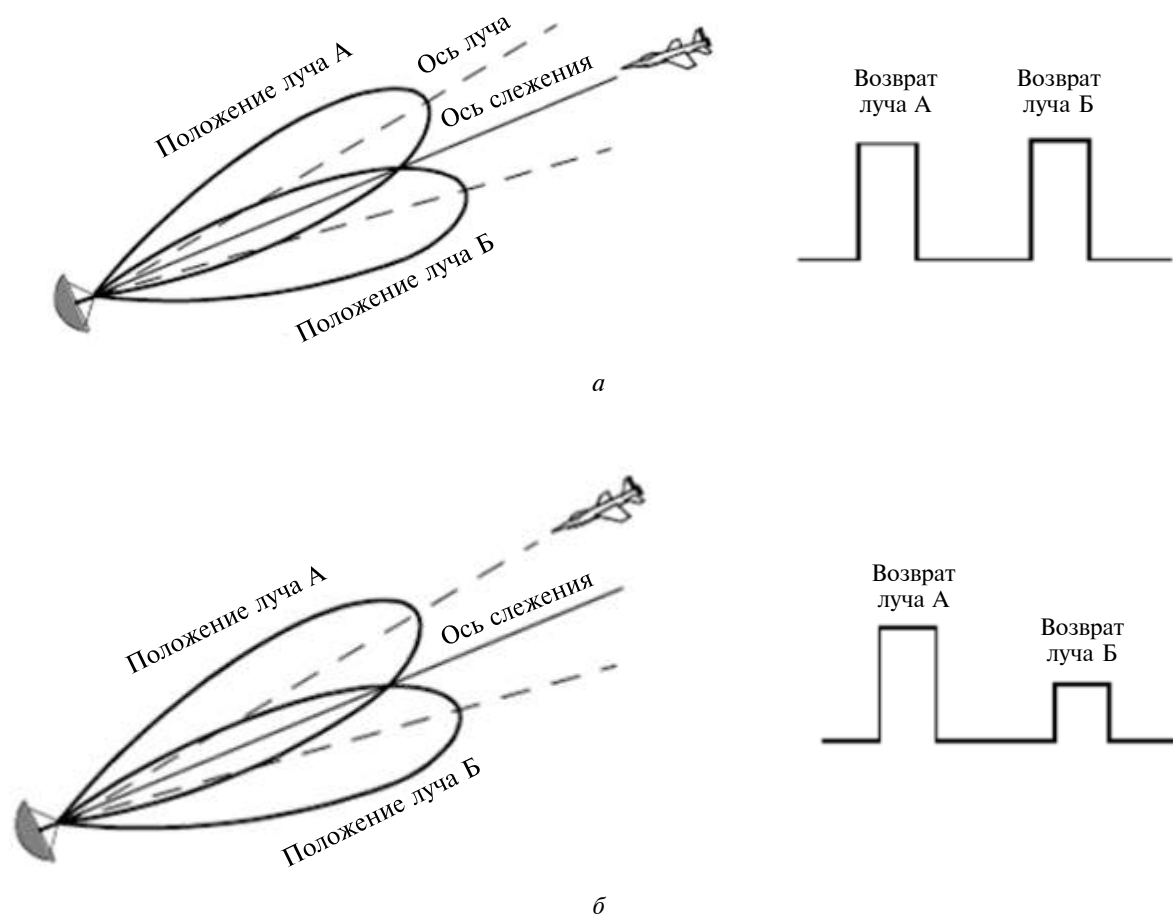 Положение луча А
Ось луча
Ось слежения
Положение луча Б
Возврат
луча А
Возврат
луча Б
а
Положение луча А
Ось слежения
Положение луча Б
Возврат
луча А
Возврат
луча Б
б